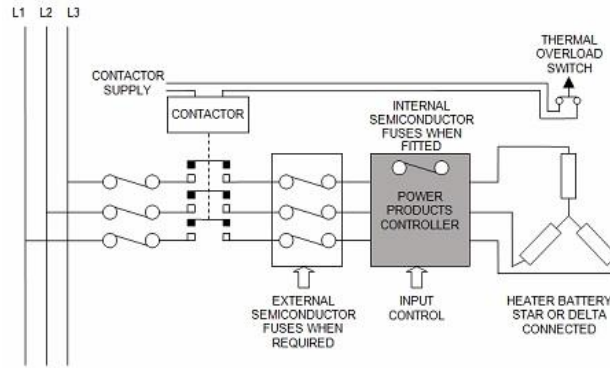 L1 L2 L3
THERMAL
OVERLOAD
SWITCH
CONTACTOR
SUPPLY
CONTACTOR
INTERNAL
SEMICONDUCTOR
FUSES WHEN
FITTED
POWER
PRODUCTS
CONTROLLER
EXTERNAL
SEMICONDUCTOR
FUSES WHEN
REQUIRED
INPUT
CONTROL
HEATER BATTERY
STAR OR DELTA
CONNECTED